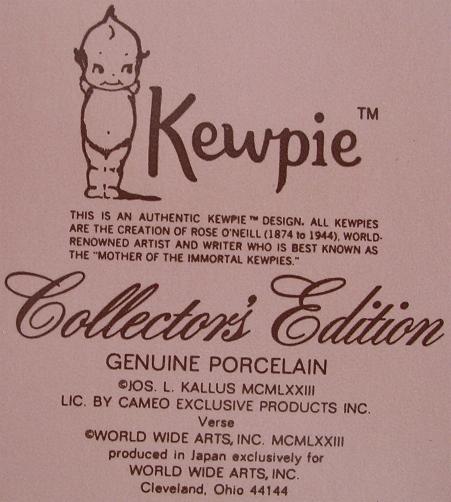 Kewpie™
THIS IS AN AUTHENTIC KEWPIE™ DESIGN. ALL KEWPIES
ARE THE CREATION OF ROSE O'NEILL (1874 to 1944), WORLD-
RENOWNED ARTIST AND WRITER WHO IS BEST KNOWN AS
THE "MOTHER OF THE IMMORTAL KEWPIES."
Collector's Edition
GENUINE PORCELAIN
©JOS. L. KALLUS MCMLXXIII
LIC. BY CAMEO EXCLUSIVE PRODUCTS INC.
Verse
©WORLD WIDE ARTS, INC. MCMLXXIII
produced in Japan exclusively for
WORLD WIDE ARTS, INC.
Cleveland, Ohio 44144